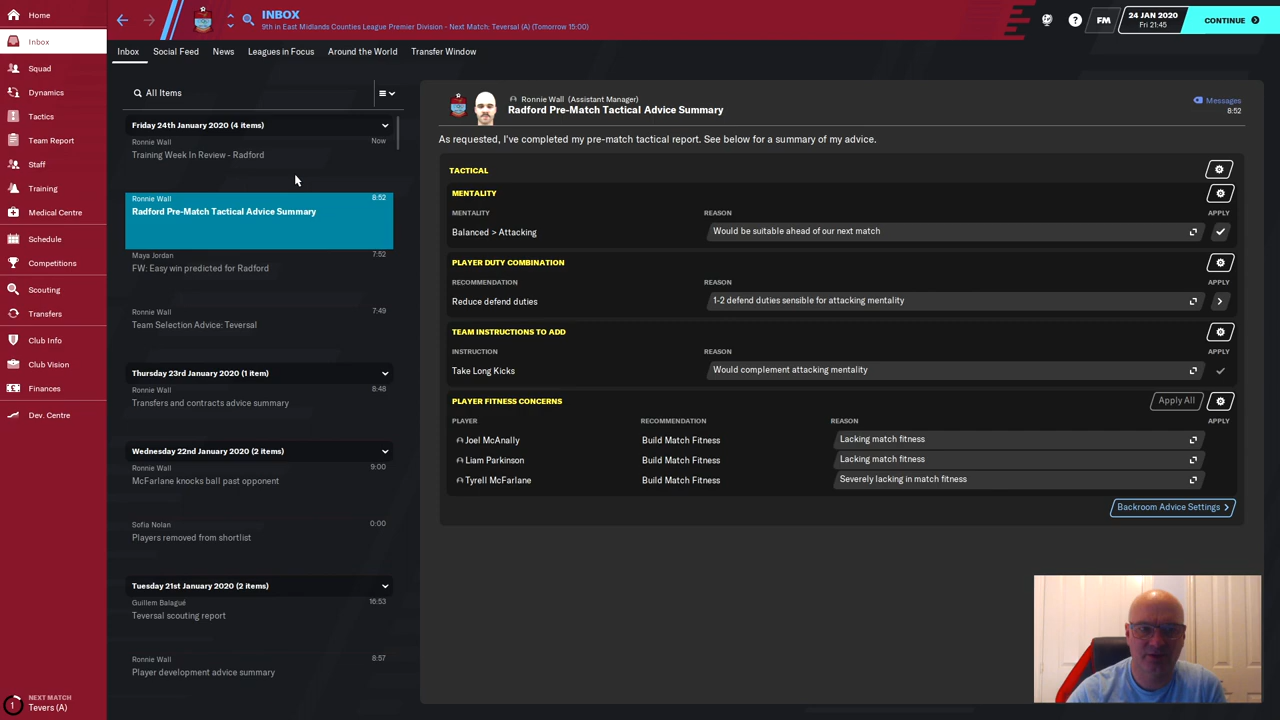 Home
Inbox
Squad
Dynamics
Tactics
Team Report
Staff
Training
Medical Centre
Schedule
Competitions
Scouting
Transfers
Club Info
Club Vision
Finances
Dev. Centre
1
NEXT MATCH
Tevers (A)
INBOX
9th in East Midlands Counties League Premier Division - Next Match: Teversal (A) (Tomorrow 15:00)
FM
24 JAN 2020
Fri 21:45
CONTINUE
Inbox Social Feed News Leagues in Focus Around the World Transfer Window
All Items
Friday 24th January 2020 (4 items)
Ronnie Wall Now
Training Week In Review - Radford
Ronnie Wall 8:52
Radford Pre-Match Tactical Advice Summary
Maya Jordan 7:52
FW: Easy win predicted for Radford
Ronnie Wall 7:49
Team Selection Advice: Teversal
Thursday 23rd January 2020 (1 item)
Ronnie Wall 8:48
Transfers and contracts advice summary
Wednesday 22nd January 2020 (2 items)
Ronnie Wall 9:00
McFarlane knocks ball past opponent
Sofia Nolan 0:00
Players removed from shortlist
Tuesday 21st January 2020 (2 items)
Guillem Balagué 16:53
Teversal scouting report
Ronnie Wall 8:57
Player development advice summary
Ronnie Wall (Assistant Manager) Messages
Radford Pre-Match Tactical Advice Summary 8:52
As requested, I've completed my pre-match tactical report. See below for a summary of my advice.
TACTICAL
MENTALITY
MENTALITY REASON APPLY
Balanced > Attacking Would be suitable ahead of our next match
PLAYER DUTY COMBINATION
RECOMMENDATION REASON APPLY
Reduce defend duties 1-2 defend duties sensible for attacking mentality
TEAM INSTRUCTIONS TO ADD
INSTRUCTION REASON APPLY
Take Long Kicks Would complement attacking mentality
PLAYER FITNESS CONCERNS Apply All
PLAYER RECOMMENDATION REASON APPLY
Joel McAnally Build Match Fitness Lacking match fitness
Liam Parkinson Build Match Fitness Lacking match fitness
Tyrell McFarlane Build Match Fitness Severely lacking in match fitness
Backroom Advice Settings